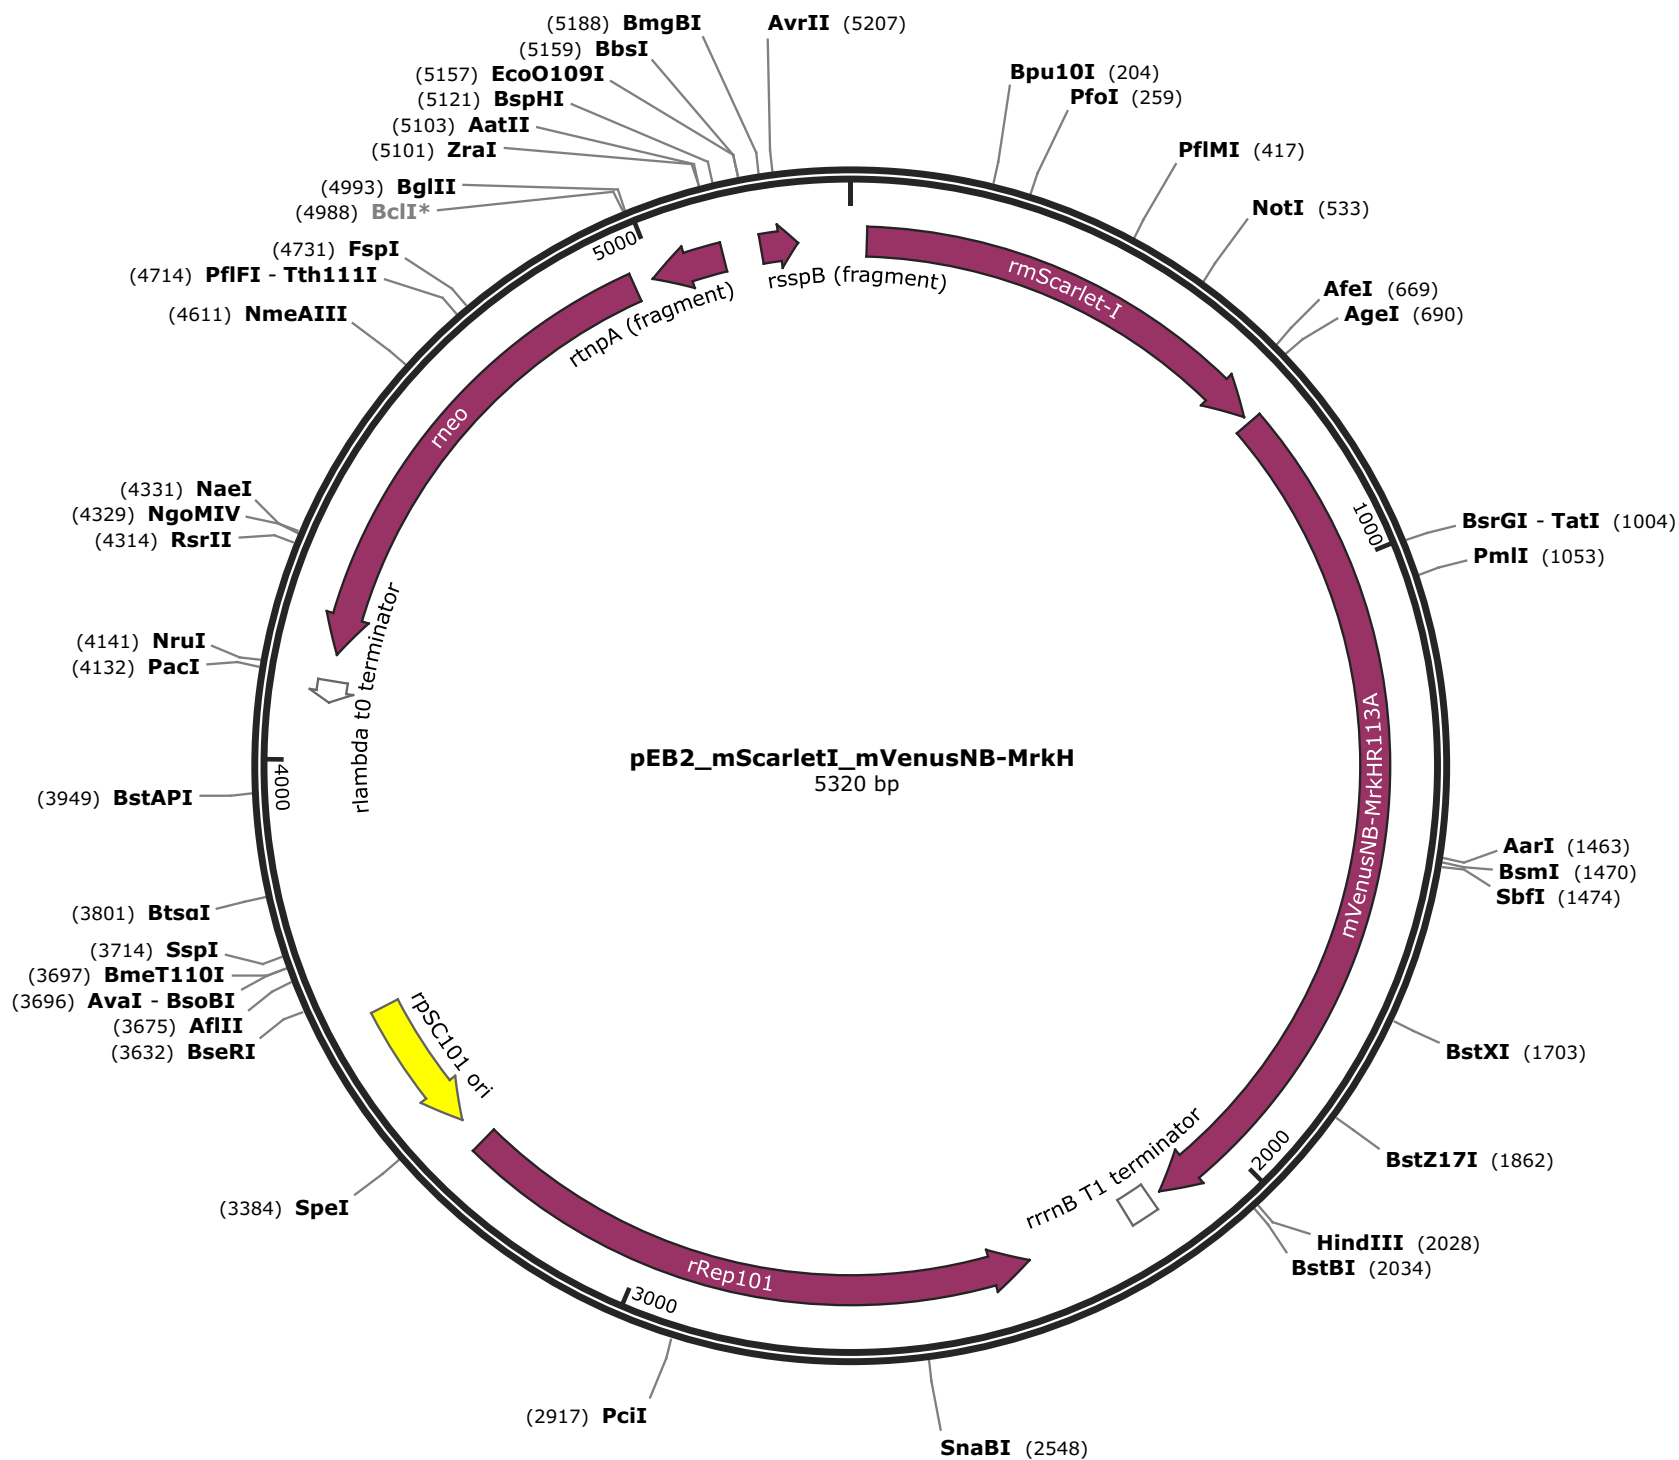 (5188) BmgBI
AvrII (5207)
(5159) BbsI
(5157) EcoO109I
(5121) BspHI
(5103) AatII
(5101) ZraI
(4993) BglII
(4988) BclI*
(4731) FspI
(4714) PflFI - Tth111I
(4611) NmeAIII
(4331) NaeI
(4329) NgoMIV
(4314) RsrII
(4141) NruI
(4132) PacI
(3949) BstAPI
(3801) BtsαI
(3714) SspI
(3697) BmeT110I
(3696) AvaI - BsoBI
(3675) AflII
(3632) BseRI
(3384) SpeI
(2917) PciI
SnaBI (2548)
Bpu10I (204)
PfoI (259)
PflMI (417)
NotI (533)
AfeI (669)
AgeI (690)
BsrGI - TatI (1004)
PmlI (1053)
AarI (1463)
BsmI (1470)
SbfI (1474)
BstXI (1703)
BstZ17I (1862)
HindIII (2028)
BstBI (2034)
1000
2000
3000
4000
5000
rmScarlet-I
mVenusNB-MrkHR113A
rrrnB T1 terminator
rRep101
rpSC101 ori
rlambda t0 terminator
rneo
rtnpA (fragment)
rsspB (fragment)
pEB2_mScarletI_mVenusNB-MrkH
5320 bp